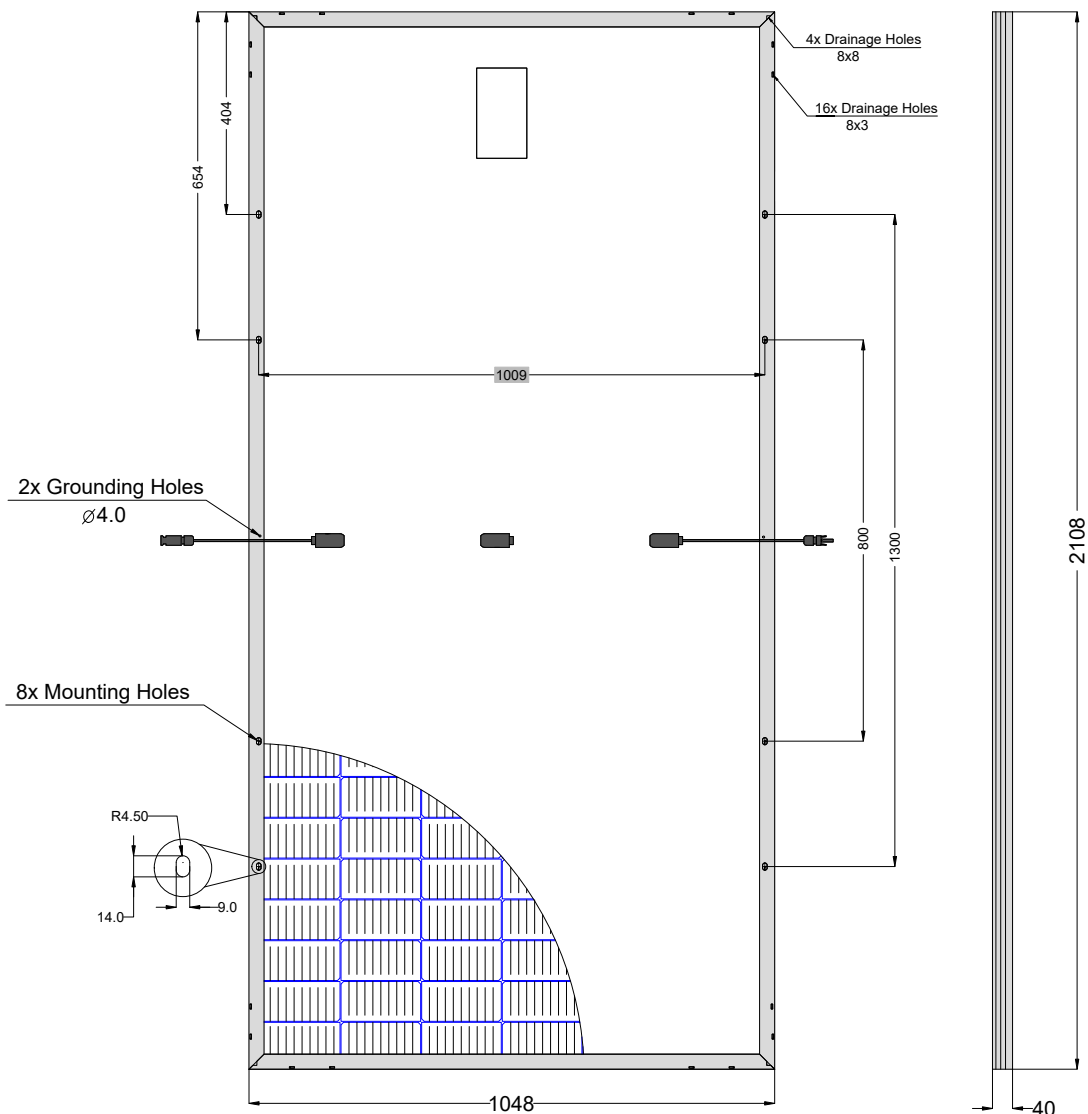 4x Drainage Holes
8x8
16x Drainage Holes
8x3
404
654
1009
2x Grounding Holes
Ø4.0
800
1300
2108
8x Mounting Holes
R4.50
14.0
9.0
1048
40